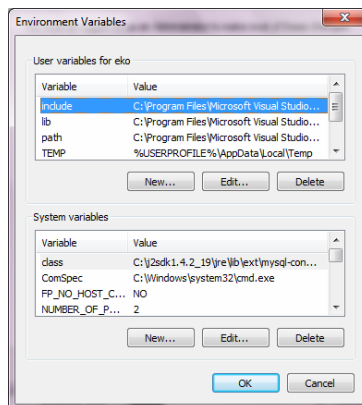 Environment Variables
User variables for eko
Variable Value
include C:\Program Files\Microsoft Visual Studio...
lib C:\Program Files\Microsoft Visual Studio...
path C:\Program Files\Microsoft Visual Studio...
TEMP %USERPROFILE%\AppData\Local\Temp
New... Edit... Delete
System variables
Variable Value
class C:\j2sdk1.4.2_19\jre\lib\ext\mysql-con...
ComSpec C:\Windows\system32\cmd.exe
FP_NO_HOST_C... NO
NUMBER_OF_P... 2
New... Edit... Delete
OK Cancel